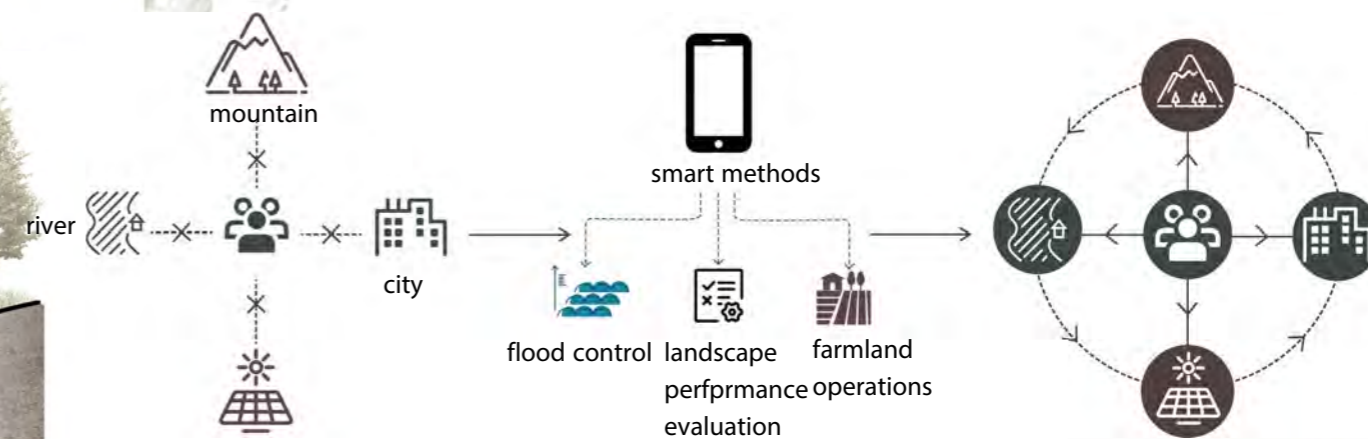 mountain
river
city
smart methods
flood control
landscape
perfprmance
evaluation
farmland
operations